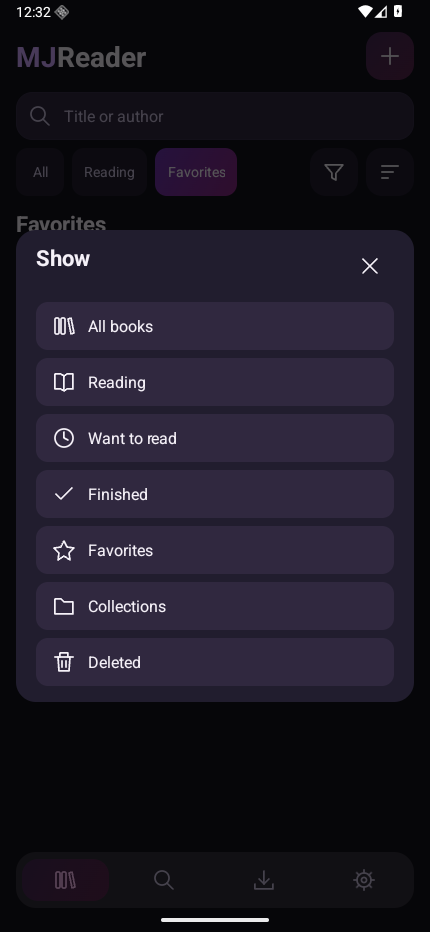 12:32
MJReader
Title or author
All
Reading
Favorites
Favorites
Show
All books
Reading
Want to read
Finished
Favorites
Collections
Deleted